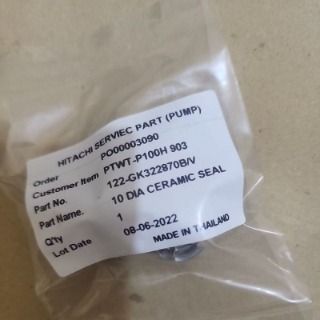 HITACHI SERVIEC PART (PUMP)
Order PO00003090
Customer Item PTWT-P100H 903
Part No. 122-GK322870B/V
Part Name. 10 DIA CERAMIC SEAL
Q'ty 1
Lot Date 08-06-2022
MADE IN THAILAND